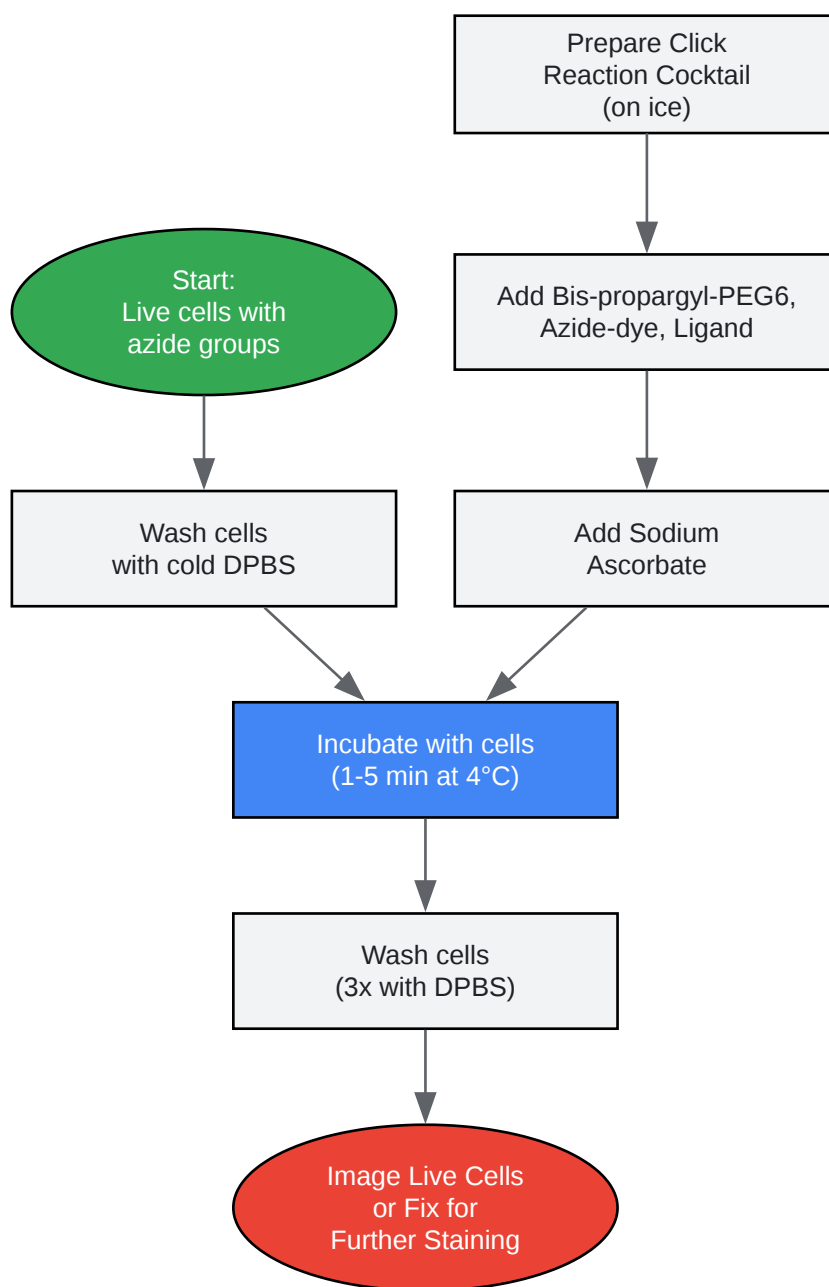 Prepare Click
Reaction Cocktail
(on ice)
Start:
Live cells with
azide groups
Add Bis-propargyl-PEG6,
Azide-dye, Ligand
Wash cells
with cold DPBS
Add Sodium
Ascorbate
Incubate with cells
(1-5 min at 4°C)
Wash cells
(3x with DPBS)
Image Live Cells
or Fix for
Further Staining